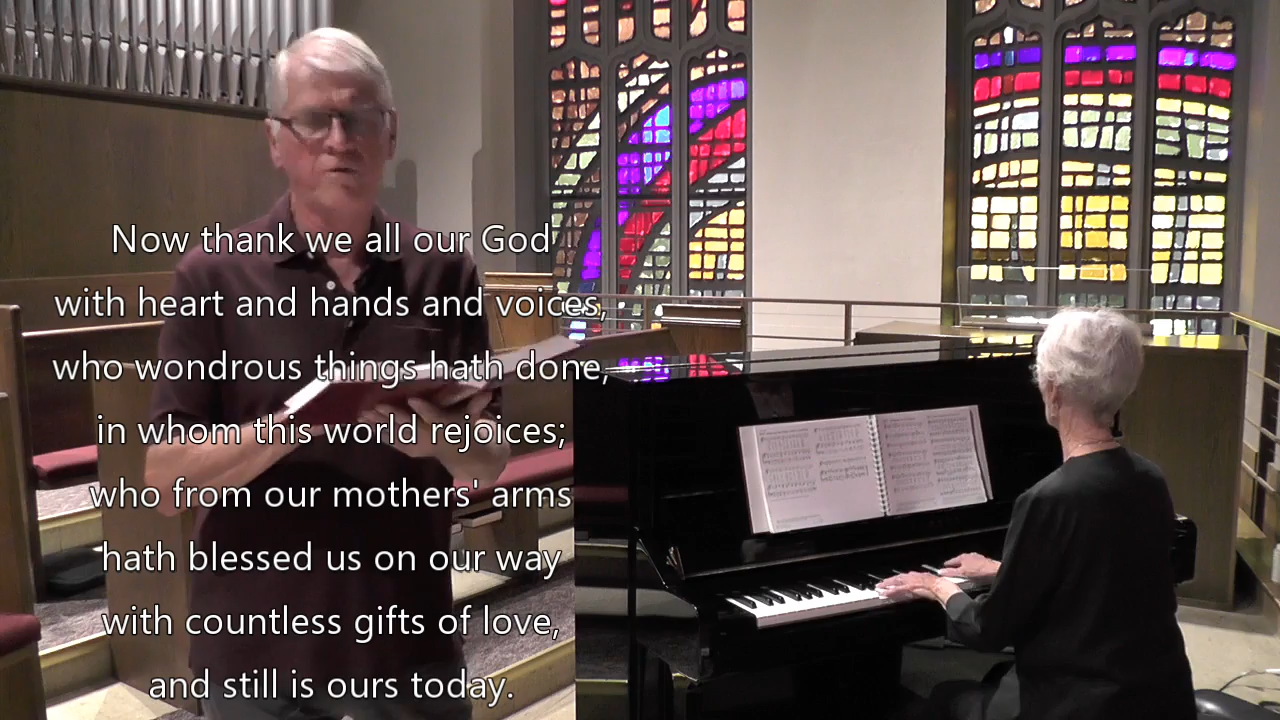 Now thank we all our God
with heart and hands and voices,
who wondrous things hath done,
in whom this world rejoices;
who from our mothers' arms
hath blessed us on our way
with countless gifts of love,
and still is ours today.